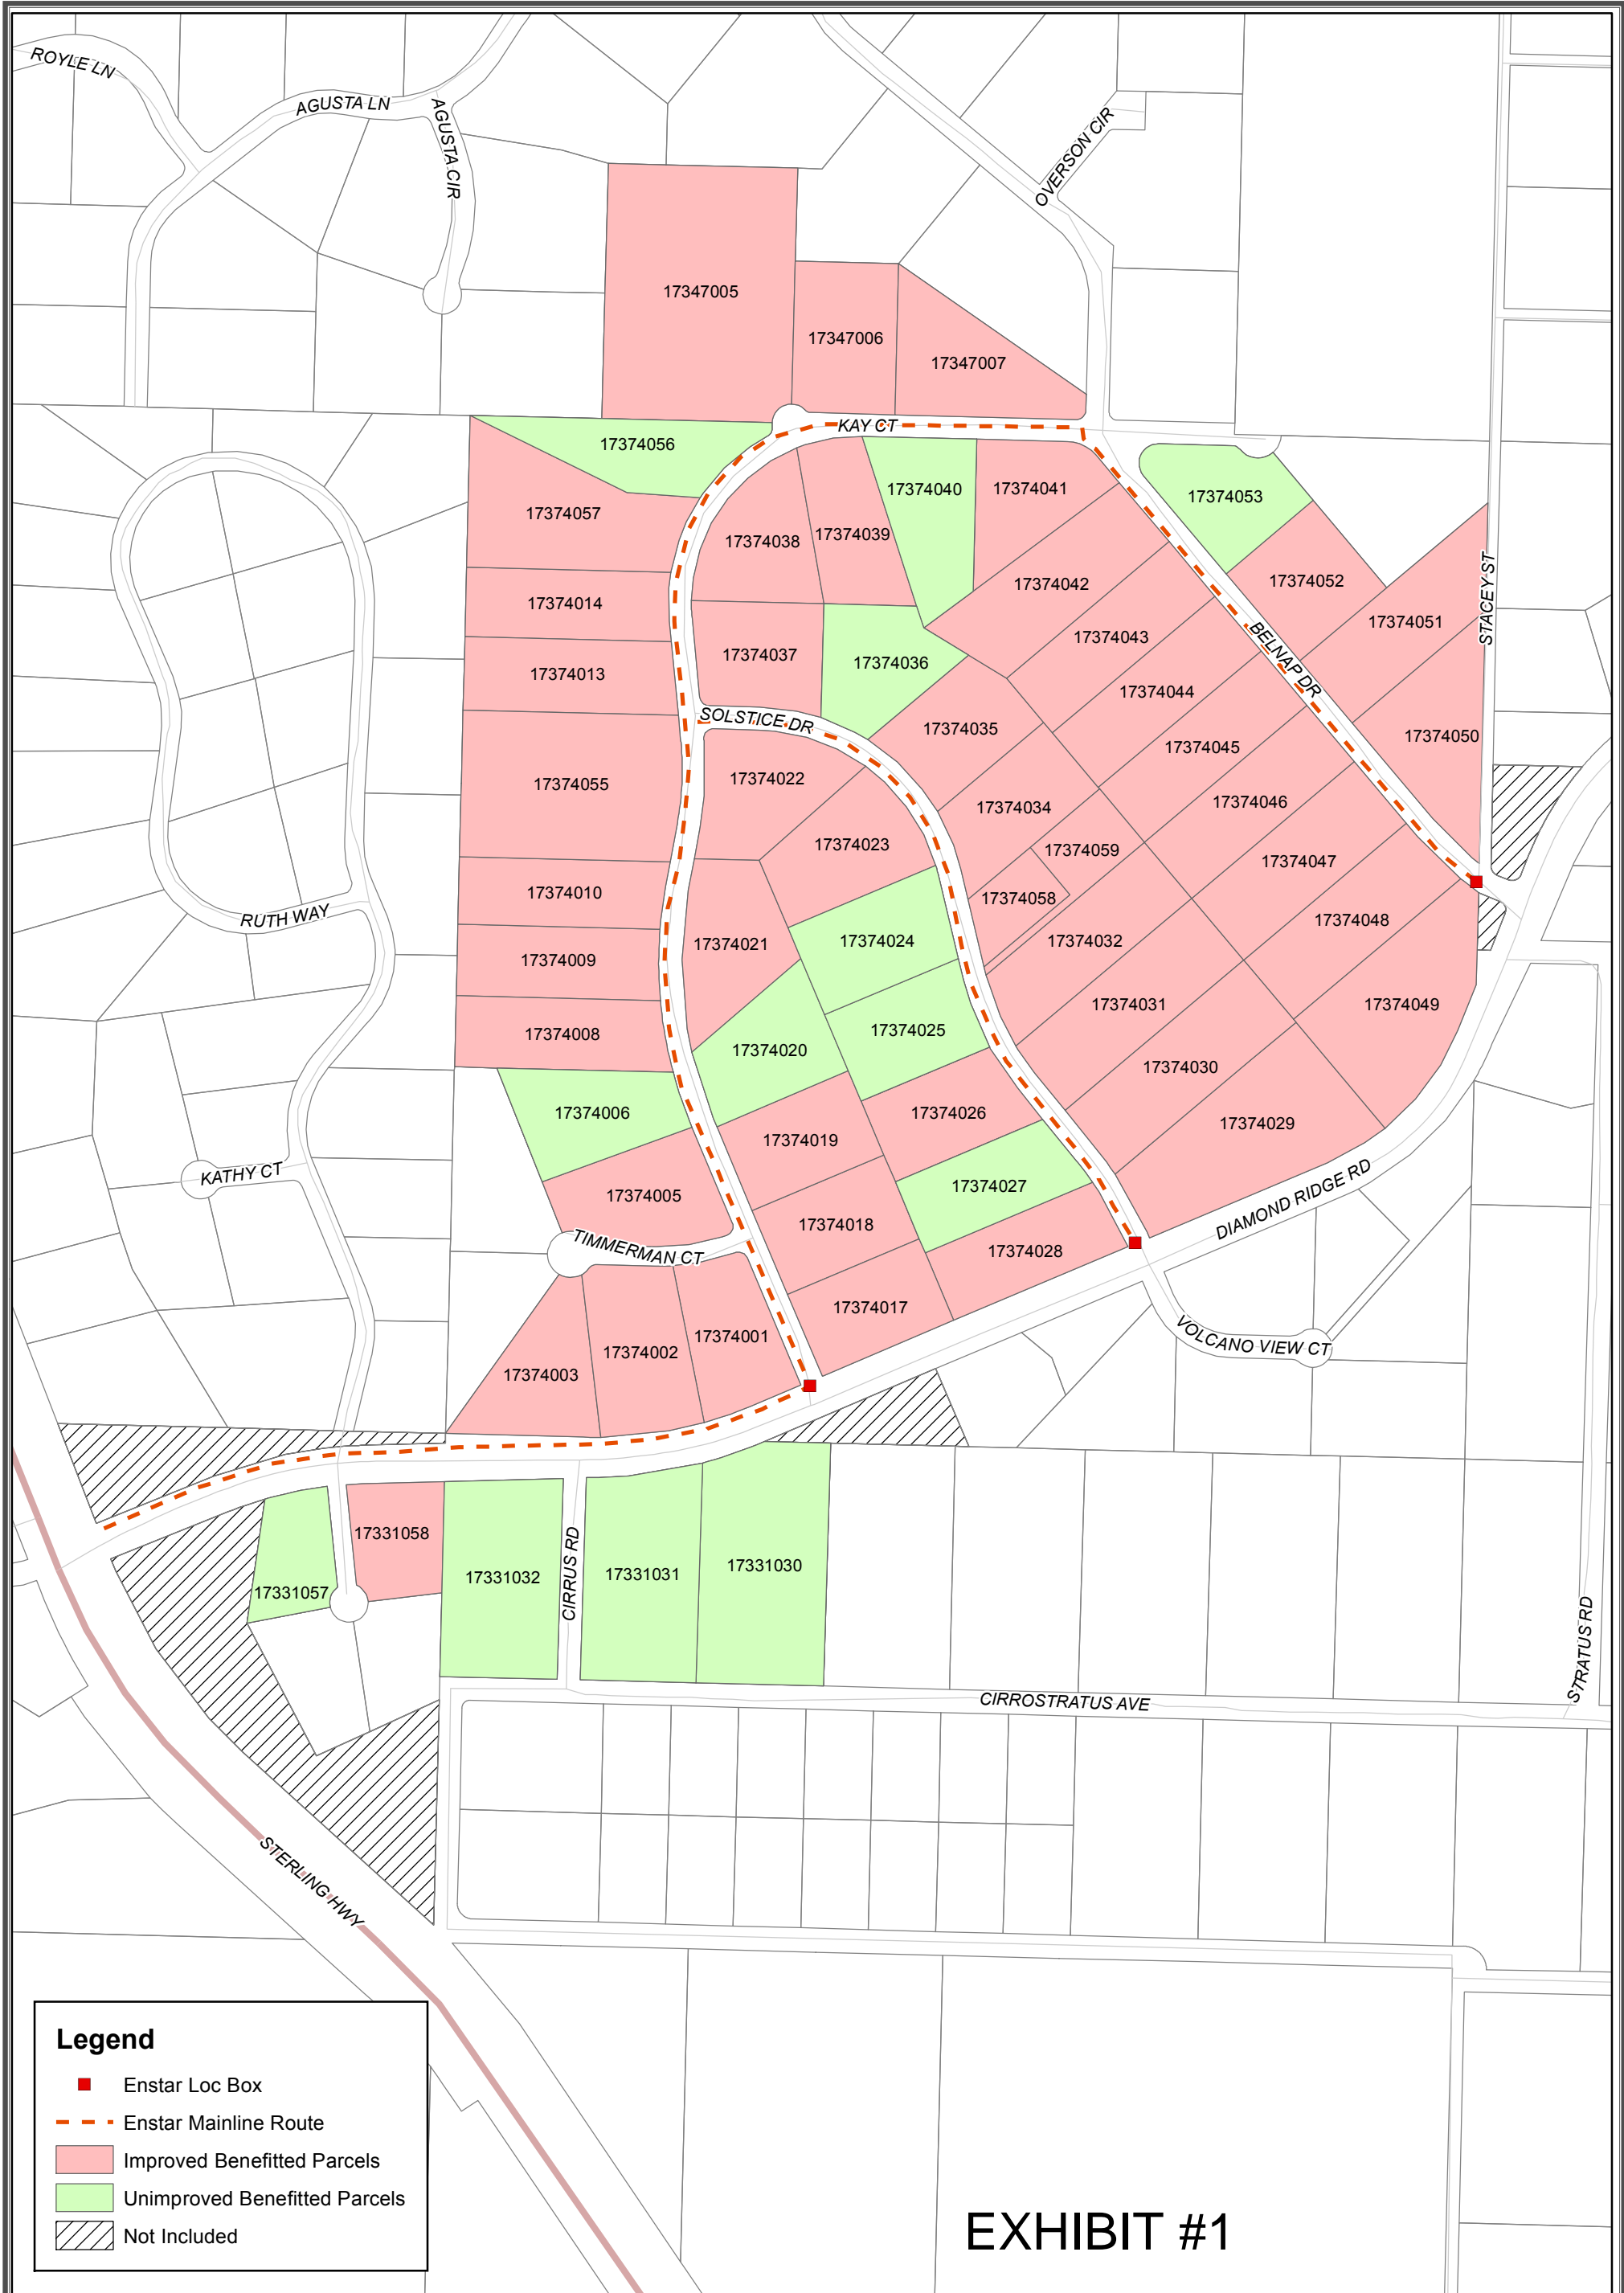 ROYLE LN
AGUSTA LN
AGUSTA CIR
OVERSON CIR
17347005
17347006
17347007
KAY CT
17374056
17374057
17374040
17374041
17374053
17374038
17374039
17374042
17374052
17374014
17374043
17374051
STACEY ST
17374037
17374036
17374013
BELNAP DR
17374044
SOLSTICE DR
17374035
17374050
17374045
17374055
17374022
17374034
17374046
17374023
17374059
17374047
17374010
17374058
RUTH WAY
17374048
17374021
17374024
17374032
17374009
17374031
17374049
17374008
17374025
17374020
17374030
17374006
17374026
17374029
17374019
KATHY CT
17374005
17374027
17374018
DIAMOND RIDGE RD
TIMMERMAN CT
17374028
17374017
17374001
VOLCANO VIEW CT
17374002
17374003
17331058
17331057
17331032
CIRRUS RD
17331031
17331030
STRATUS RD
CIRROSTRATUS AVE
STERLING HWY
Legend
Enstar Loc Box
Enstar Mainline Route
Improved Benefitted Parcels
Unimproved Benefitted Parcels
Not Included
EXHIBIT #1